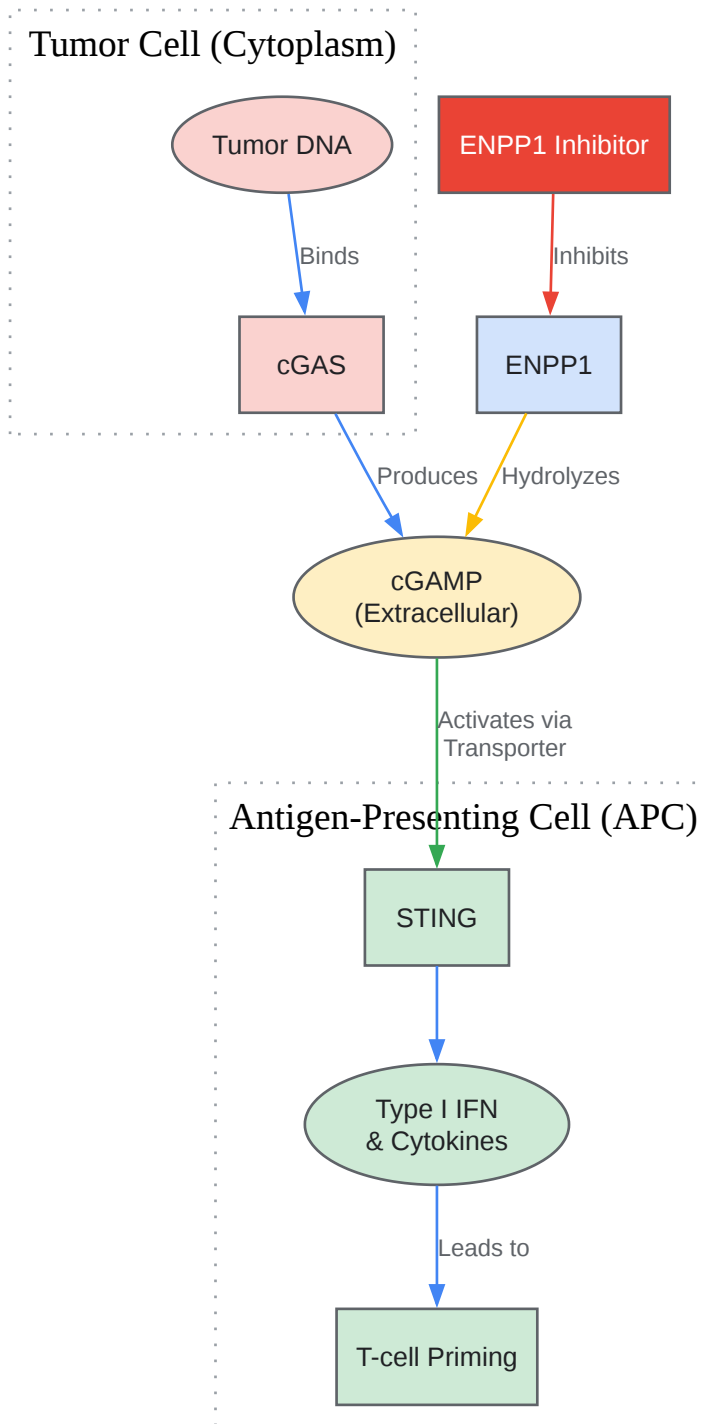 Tumor Cell (Cytoplasm)
Tumor DNA
ENPP1 Inhibitor
Binds
Inhibits
cGAS
ENPP1
Produces
Hydrolyzes
cGAMP
(Extracellular)
Activates via
Transporter
Antigen-Presenting Cell (APC)
STING
Type I IFN
& Cytokines
Leads to
T-cell Priming